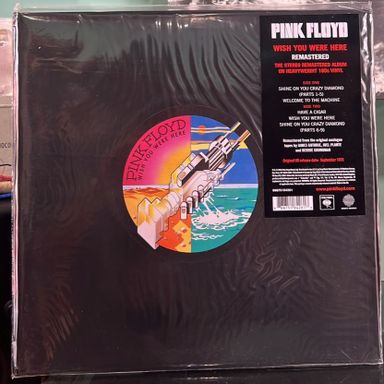 PINK FLOYD
WISH YOU WERE HERE
REMASTERED
THE STEREO REMASTERED ALBUM
ON HEAVYWEIGHT 180G VINYL
SIDE ONE
SHINE ON YOU CRAZY DIAMOND
(PARTS 1-5)
WELCOME TO THE MACHINE
SIDE TWO
HAVE A CIGAR
WISH YOU WERE HERE
SHINE ON YOU CRAZY DIAMOND
(PARTS 6-9)
Remastered from the original analogue
tapes by JAMES GUTHRIE, JOEL PLANTE
and BERNIE GRUNDMAN
Original US release date: September 1975
www.pinkfloyd.com
PINK FLOYD
WISH YOU WERE HERE